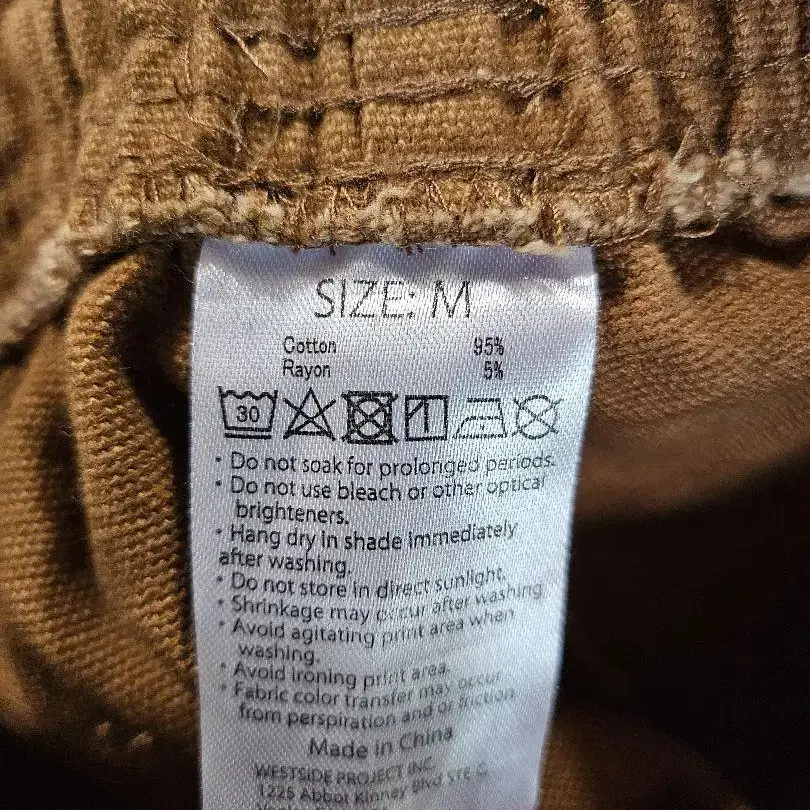 SIZE: M
Cotton 95%
Rayon 5%
30
• Do not soak for prolonged periods.
• Do not use bleach or other optical
brighteners.
• Hang dry in shade immediately
after washing.
• Do not store in direct sunlight.
• Shrinkage may occur after washing.
• Avoid agitating print area when
washing.
• Avoid ironing print area.
• Fabric color transfer may occur
from perspiration and or friction
Made in China
WESTSIDE PROJECT INC.
1225 Abbot Kinney Blvd STE C